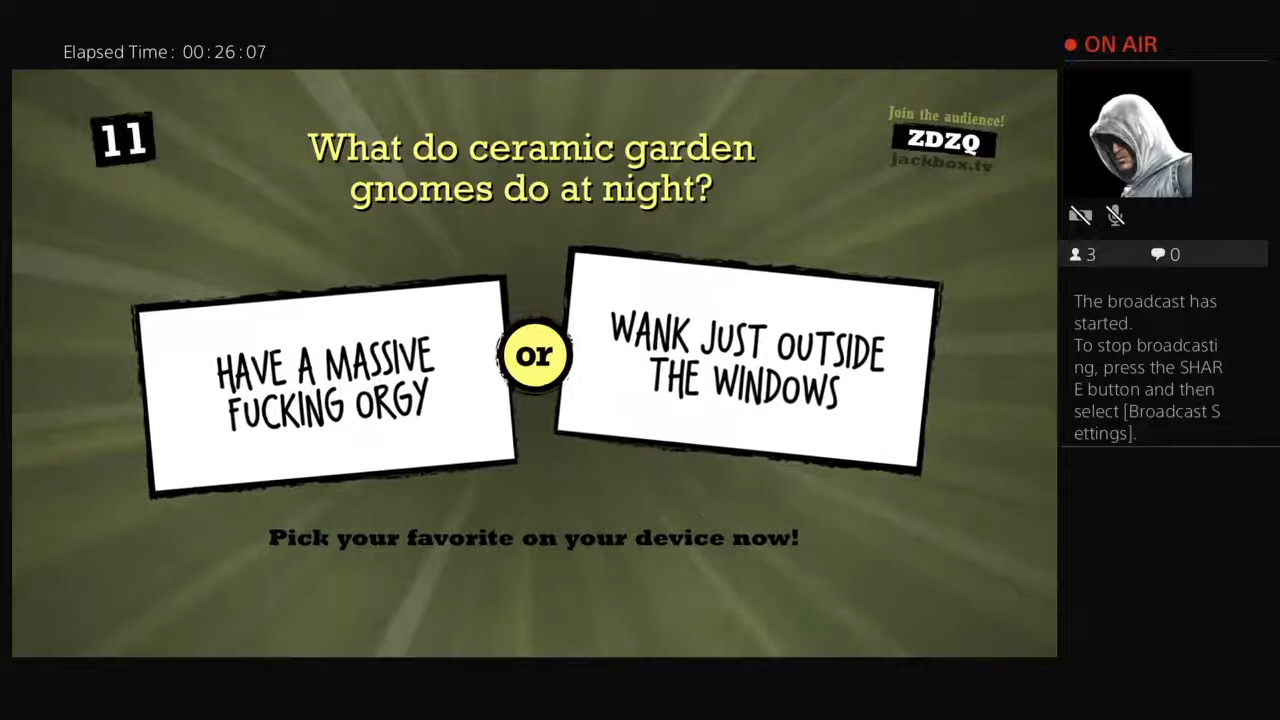 Elapsed Time: 00:26:07
ON AIR
11
What do ceramic garden
gnomes do at night?
Join the audience!
ZDZQ
jackbox.tv
HAVE A MASSIVE
FUCKING ORGY
or
WANK JUST OUTSIDE
THE WINDOWS
Pick your favorite on your device now!
3
0
The broadcast has
started.
To stop broadcasti
ng, press the SHAR
E button and then
select [Broadcast S
ettings].